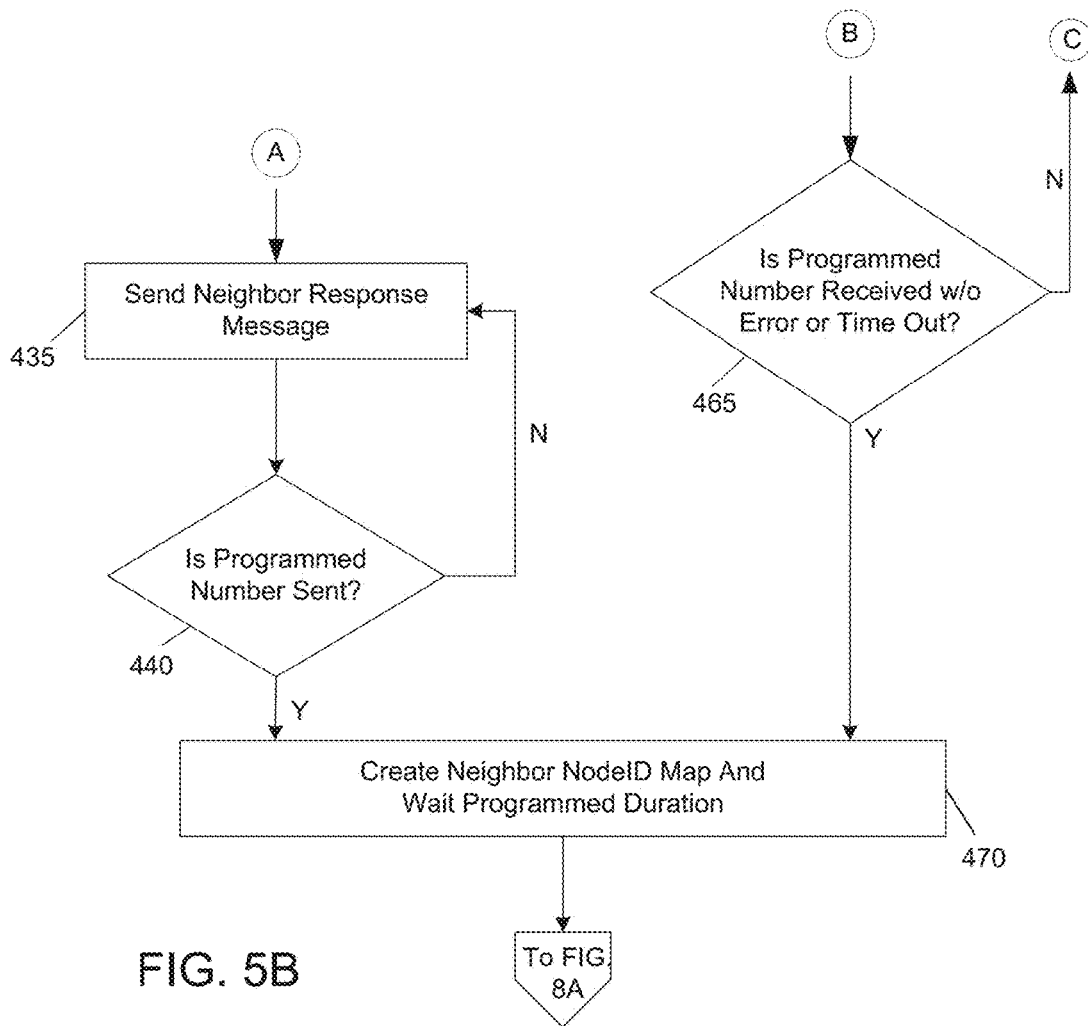 B
C
A
N
Is Programmed
Number Received w/o
Error or Time Out?
Send Neighbor Response
Message
435
465
N
Y
Is Programmed
Number Sent?
440
Y
Create Neighbor NodeID Map And
Wait Programmed Duration
470
To FIG.
8A
FIG. 5B